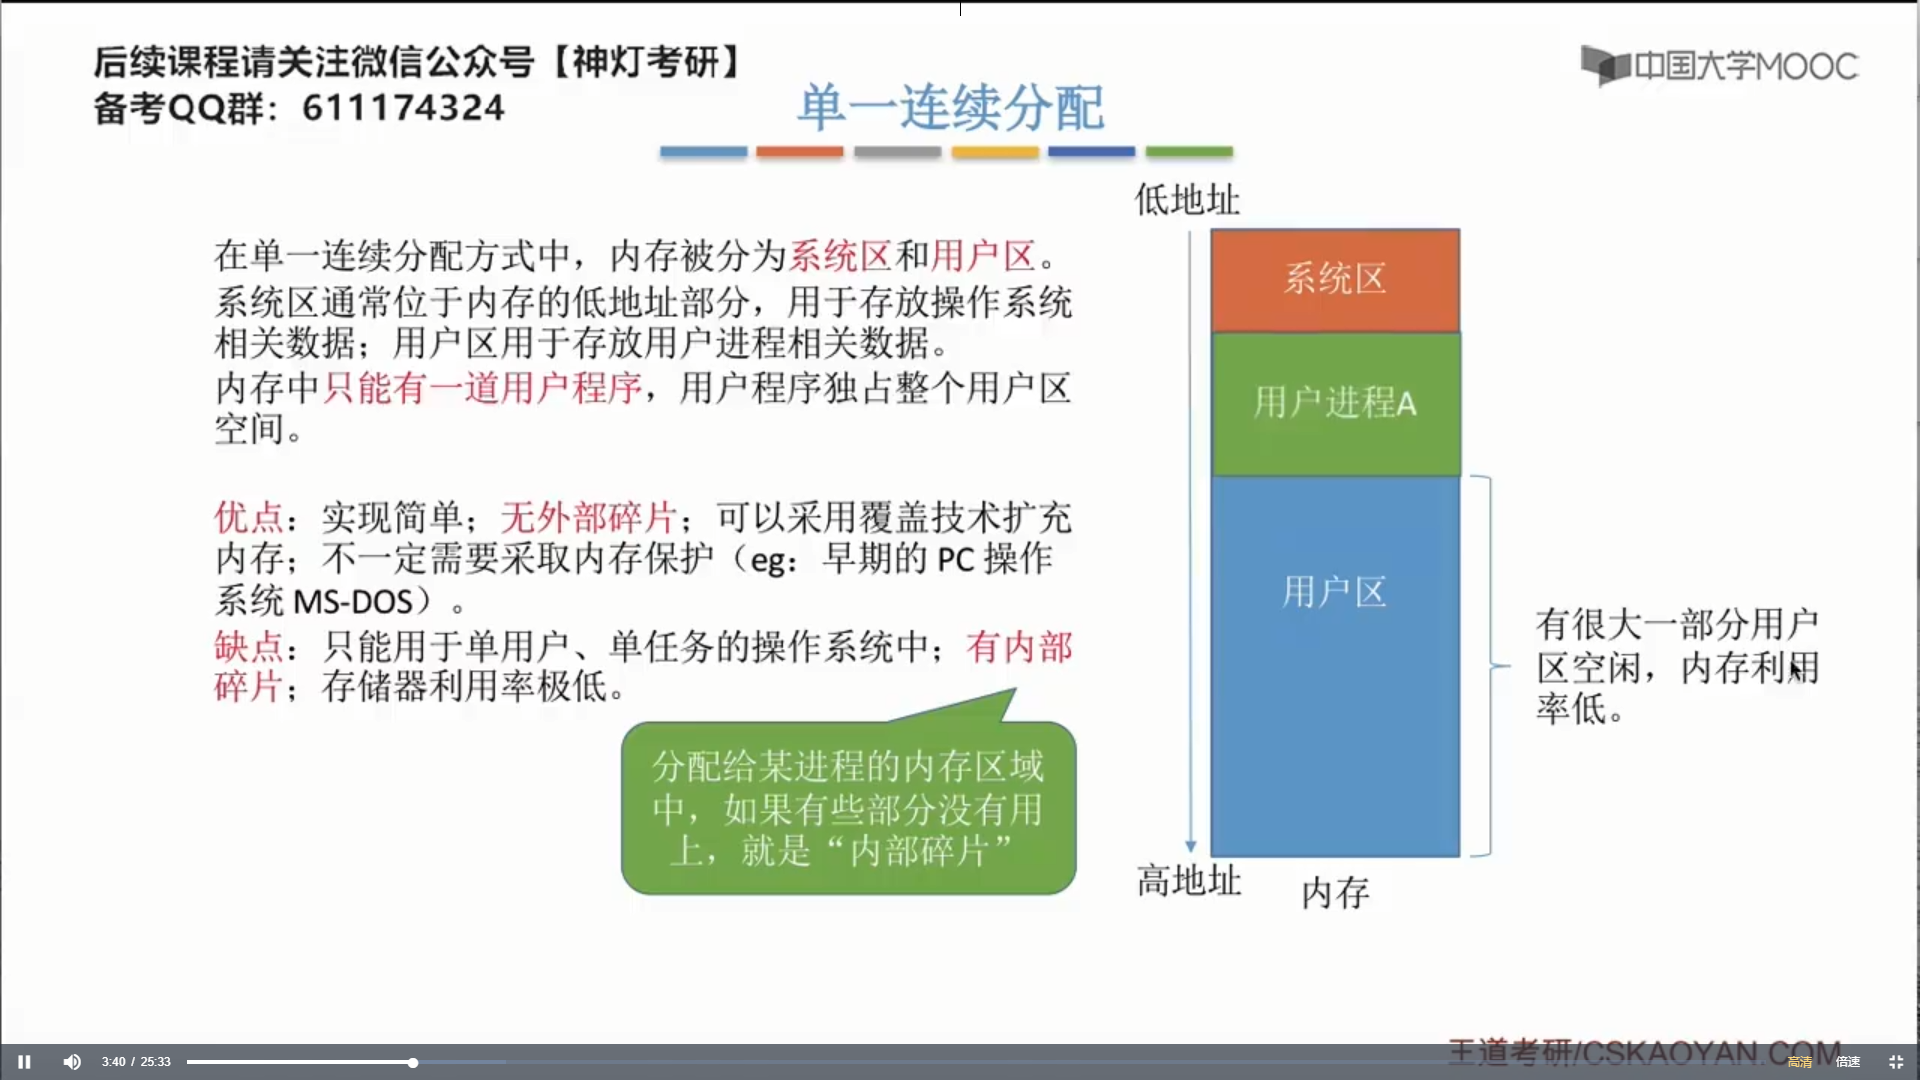 后续课程请关注微信公众号【神灯考研】
备考QQ群：611174324
中国大学MOOC
单一连续分配
在单一连续分配方式中，内存被分为系统区和用户区。
系统区通常位于内存的低地址部分，用于存放操作系统
相关数据；用户区用于存放用户进程相关数据。
内存中只能有一道用户程序，用户程序独占整个用户区
空间。
优点：实现简单；无外部碎片；可以采用覆盖技术扩充
内存；不一定需要采取内存保护（eg：早期的 PC 操作
系统 MS-DOS）。
缺点：只能用于单用户、单任务的操作系统中；有内部
碎片；存储器利用率极低。
分配给某进程的内存区域
中，如果有些部分没有用
上，就是“内部碎片”
低地址
系统区
用户进程A
用户区
高地址
内存
有很大一部分用户
区空闲，内存利用
率低。
王道考研/CSKAOYAN.COM
3:40 / 25:33
高清
倍速